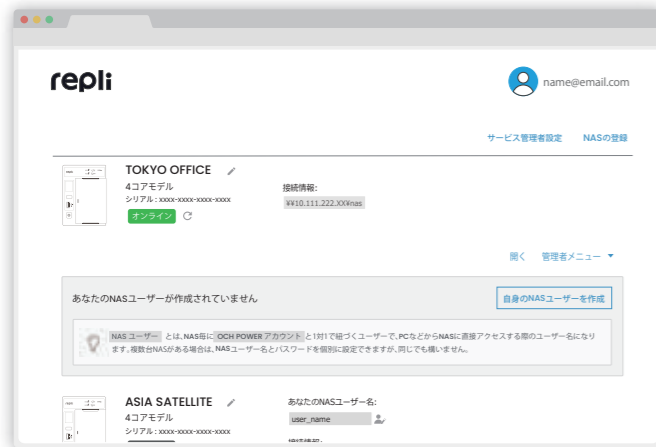 repli
name@email.com
サービス管理者設定 NASの登録
TOKYO OFFICE
4コアモデル
シリアル : xxxx-xxxx-xxxx-xxxx
オンライン
接続情報:
¥¥10.111.222.XX¥nas
開く 管理者メニュー
あなたのNASユーザーが作成されていません
自身のNASユーザーを作成
NAS ユーザー とは、NAS毎に OCH POWER アカウント と1対1で紐づくユーザーで、PCなどからNASに直接アクセスする際のユーザー名になり
ます。複数台NASがある場合は、NASユーザー名とパスワードを個別に設定できますが、同じでも構いません。
ASIA SATELLITE
4コアモデル
シリアル : xxxx-xxxx-xxxx-xxxx
あなたのNASユーザー名:
user_name
接続情報: